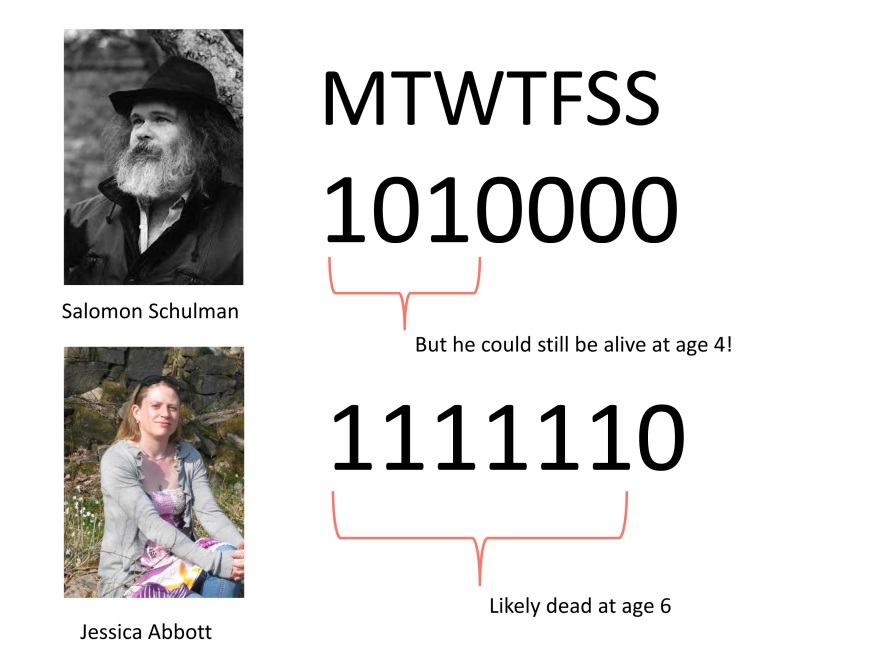 MTWTFSS
1010000
Salomon Schulman
But he could still be alive at age 4!
1111110
Likely dead at age 6
Jessica Abbott